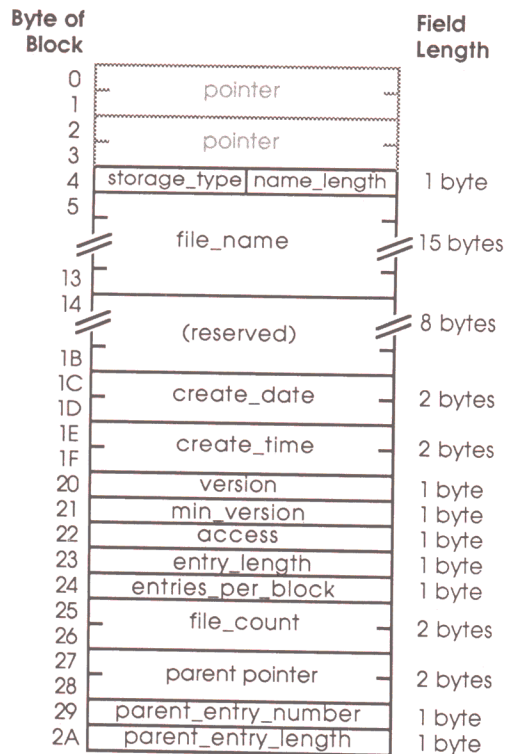 Byte of Block
Field Length
0
1
pointer
2
3
pointer
4 storage_type name_length 1 byte
5
file_name 15 bytes
13
14
(reserved) 8 bytes
1B
1C
create_date 2 bytes
1D
1E
create_time 2 bytes
1F
20 version 1 byte
21 min_version 1 byte
22 access 1 byte
23 entry_length 1 byte
24 entries_per_block 1 byte
25
file_count 2 bytes
26
27
parent pointer 2 bytes
28
29 parent_entry_number 1 byte
2A parent_entry_length 1 byte